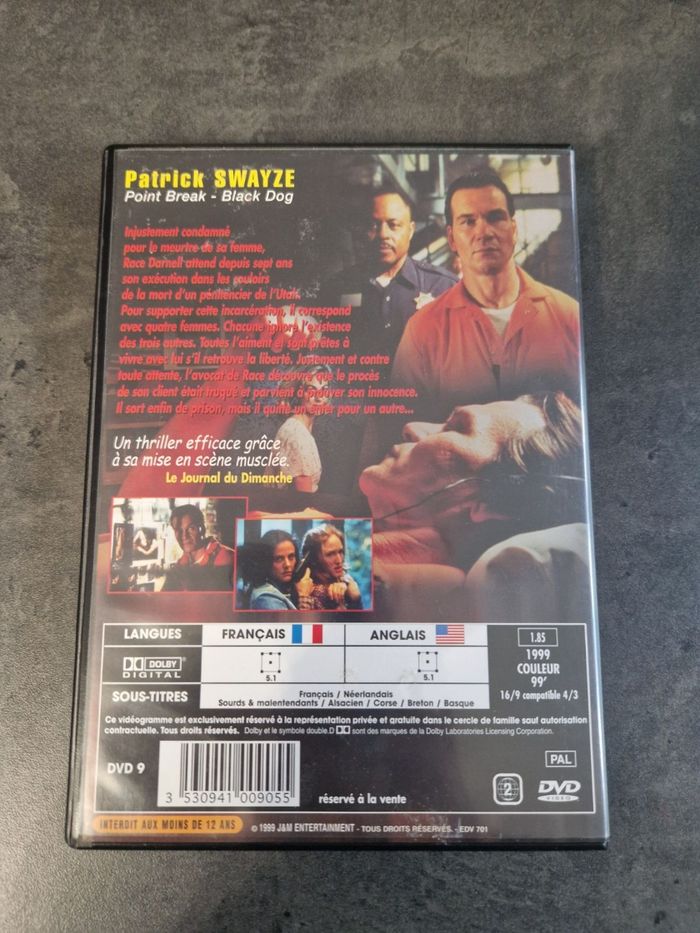 Patrick SWAYZE
Point Break - Black Dog
Injustement condamné
pour le meurtre de sa femme,
Race Darnell attend depuis sept ans
son exécution dans les couloirs
de la mort d'un pénitencier de l'Utah.
Pour supporter cette incarcération, il correspond
avec quatre femmes. Chacune ignore l'existence
des trois autres. Toutes l'aiment et sont prêtes à
vivre avec lui s'il retrouve la liberté. Justement et contre
toute attente, l'avocat de Race découvre que le procès
de son client était truqué et parvient à prouver son innocence.
Il sort enfin de prison, mais il quitte un enfer pour un autre...
Un thriller efficace grâce
à sa mise en scène musclée.
Le Journal du Dimanche
LANGUES FRANÇAIS ANGLAIS 1.85
DOLBY DIGITAL 5.1 5.1
1999
COULEUR
99'
16/9 compatible 4/3
SOUS-TITRES Français / Néerlandais
Sourds & malentendants / Alsacien / Corse / Breton / Basque
Ce vidéogramme est exclusivement réservé à la représentation privée et gratuite dans le cercle de famille sauf autorisation
contractuelle. Tous droits réservés. Dolby et le symbole double.D sont des marques de la Dolby Laboratories Licensing Corporation.
DVD 9
3 530941 009055
réservé à la vente
2
PAL
DVD
VIDEO
INTERDIT AUX MOINS DE 12 ANS
© 1999 J&M ENTERTAINMENT - TOUS DROITS RÉSERVÉS. - EDV 701